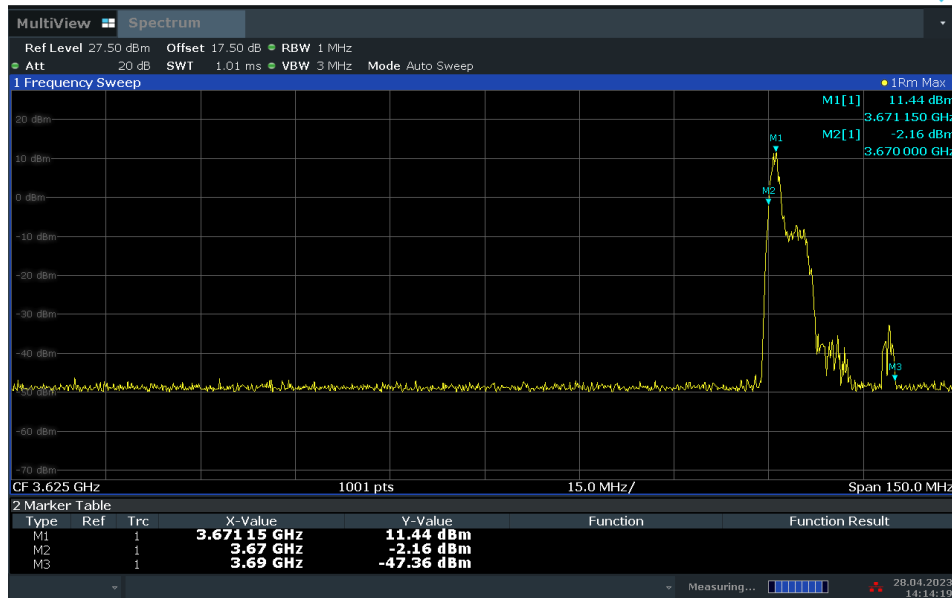 MultiView Spectrum
Ref Level 27.50 dBm Offset 17.50 dB RBW 1 MHz
Att 20 dB SWT 1.01 ms VBW 3 MHz Mode Auto Sweep
1 Frequency Sweep 1Rm Max
M1[1] 11.44 dBm
3.671 150 GHz
M2[1] -2.16 dBm
3.670 000 GHz
20 dBm
M1
10 dBm
M2
0 dBm
-10 dBm
-20 dBm
-30 dBm
-40 dBm
M3
-50 dBm
-60 dBm
-70 dBm
CF 3.625 GHz 1001 pts 15.0 MHz/ Span 150.0 MHz
2 Marker Table
Type Ref Trc X-Value Y-Value Function Function Result
M1 1 3.671 15 GHz 11.44 dBm
M2 1 3.67 GHz -2.16 dBm
M3 1 3.69 GHz -47.36 dBm
Measuring... 28.04.2023
14:14:19